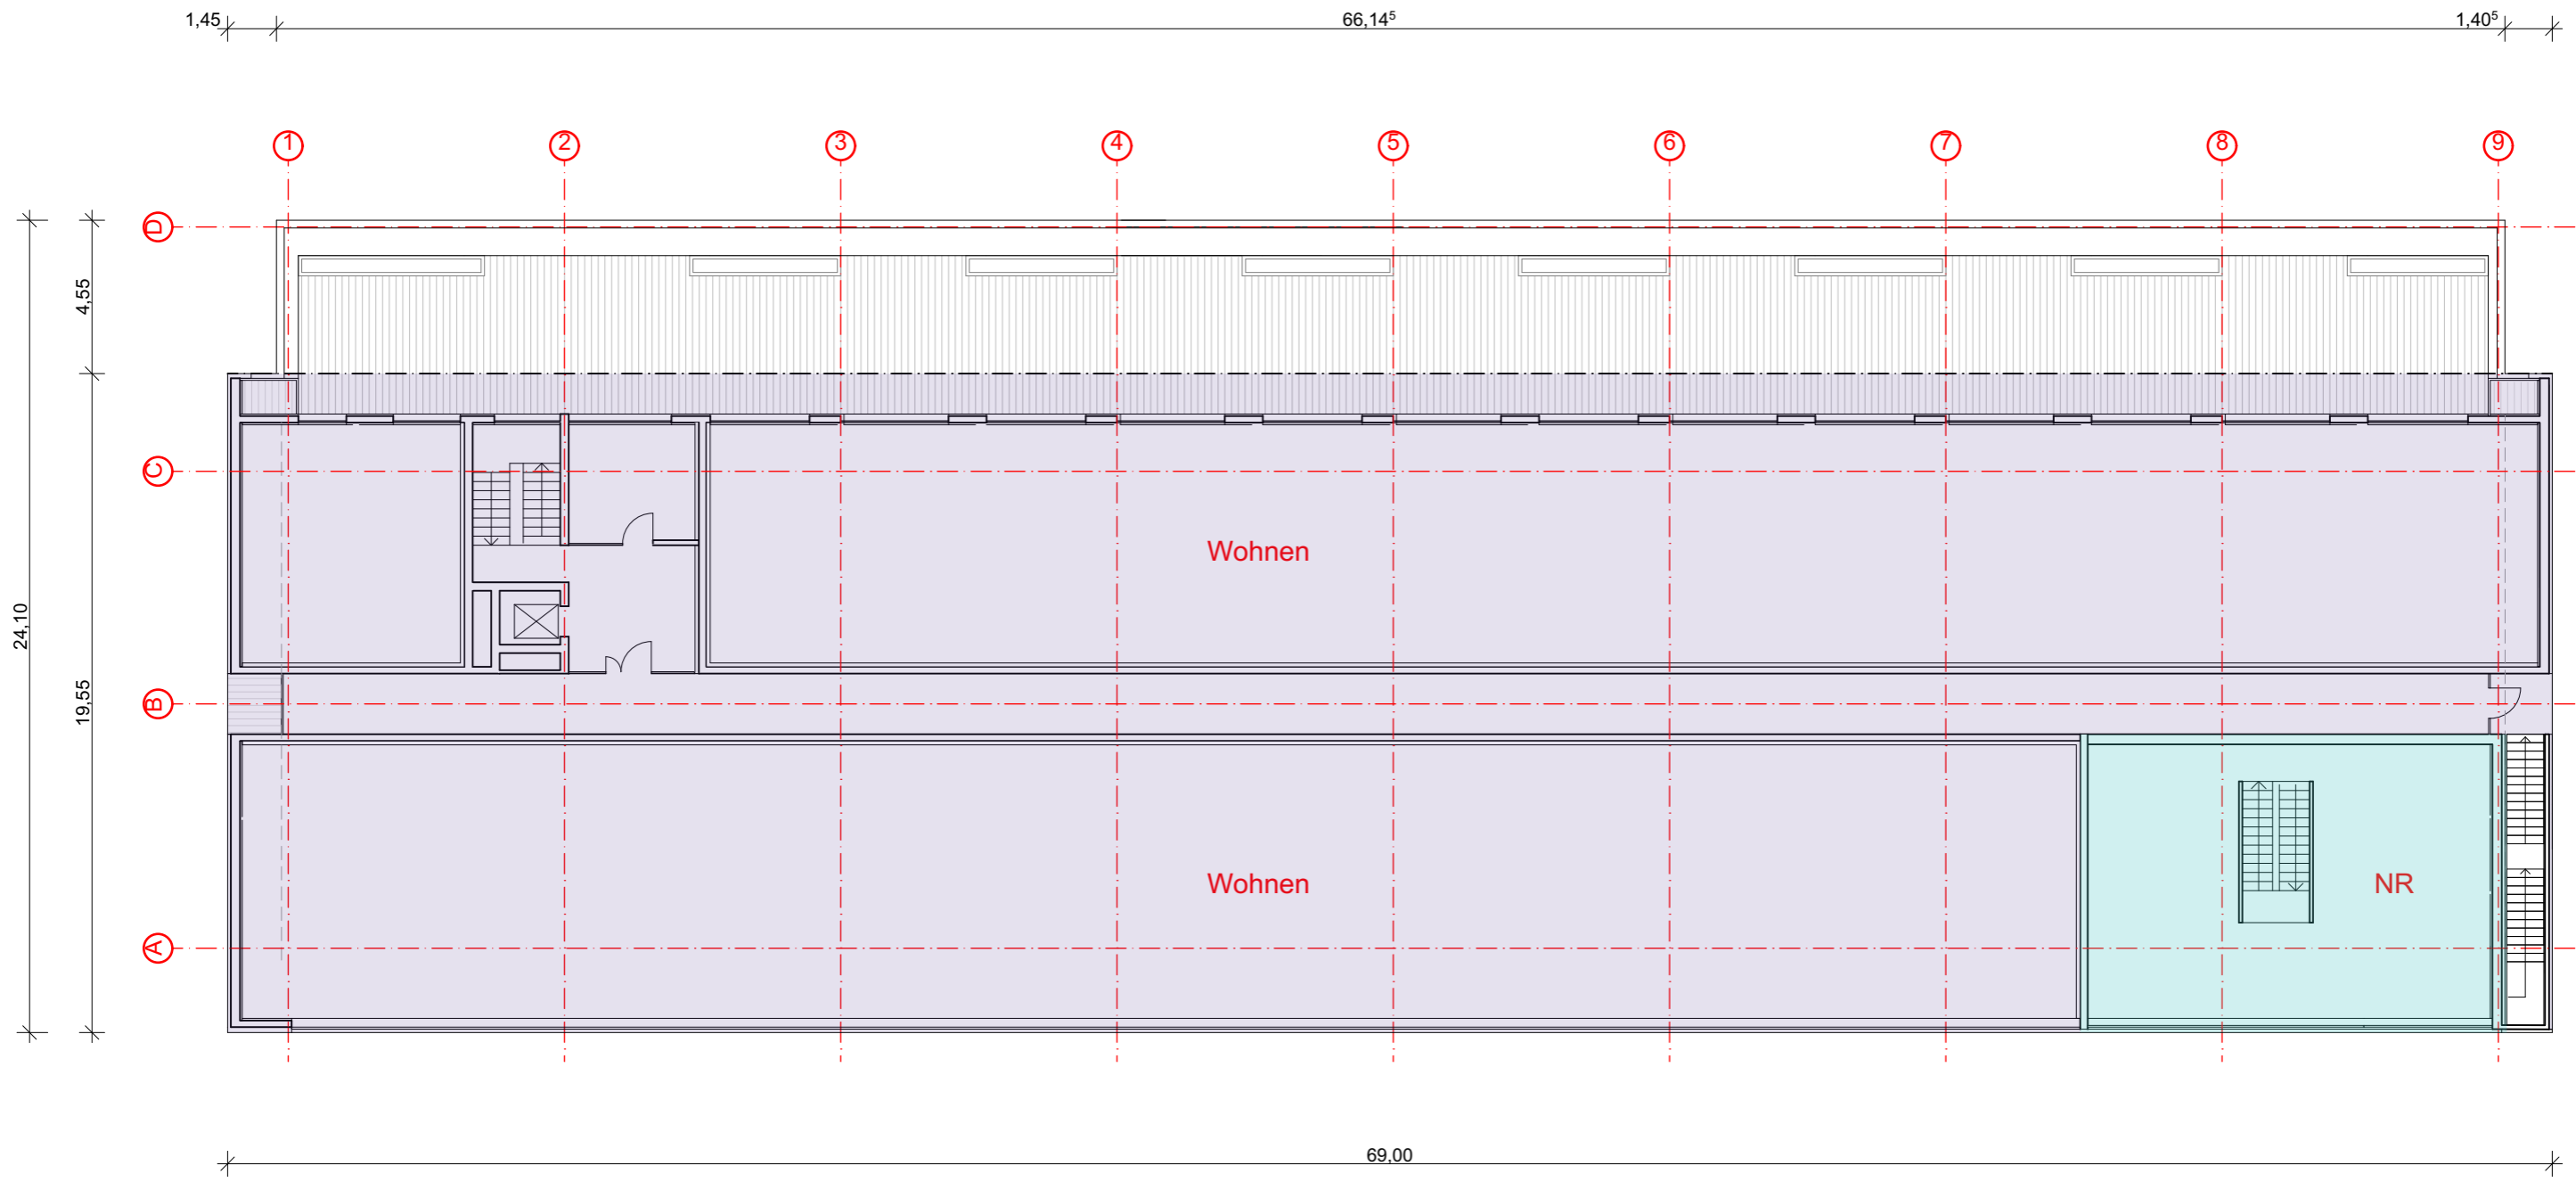 1,45 66,14⁵ 1,40⁵
1 2 3 4 5 6 7 8 9
D
4,55
C
Wohnen
24,10
19,55
B
Wohnen
NR
A
69,00